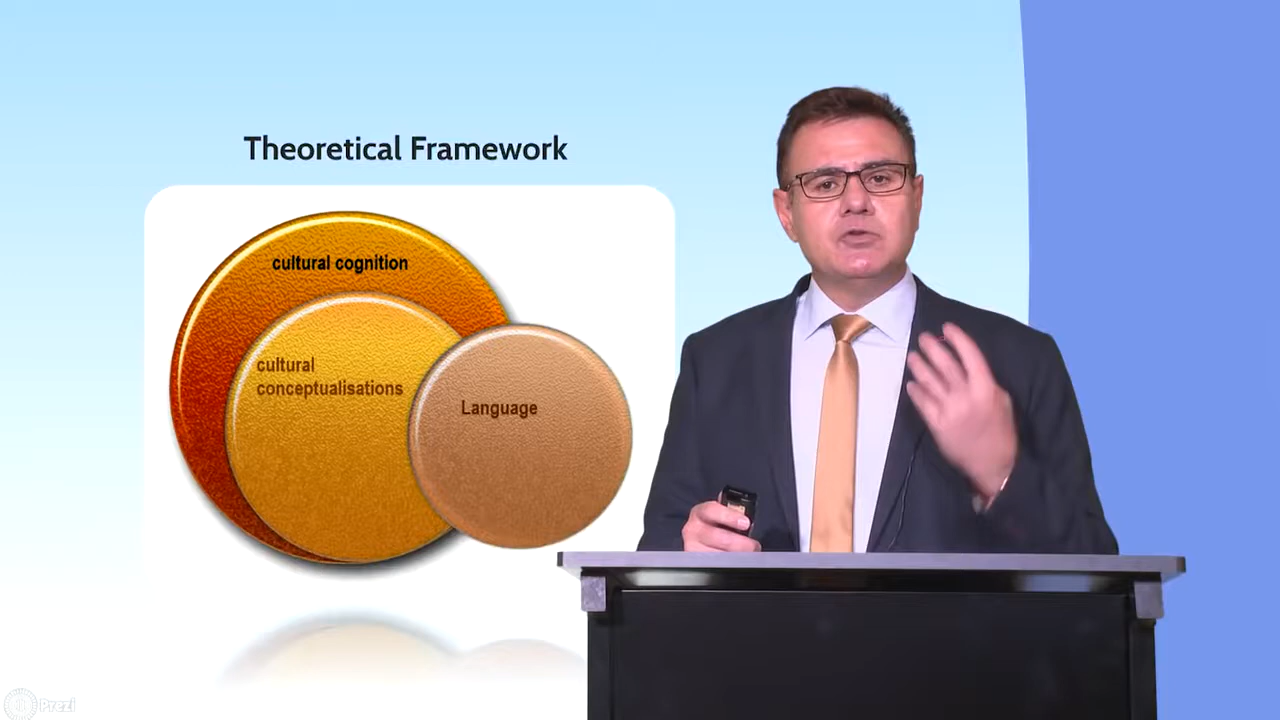 Theoretical Framework
cultural cognition
cultural
conceptualisations
Language
Prezi